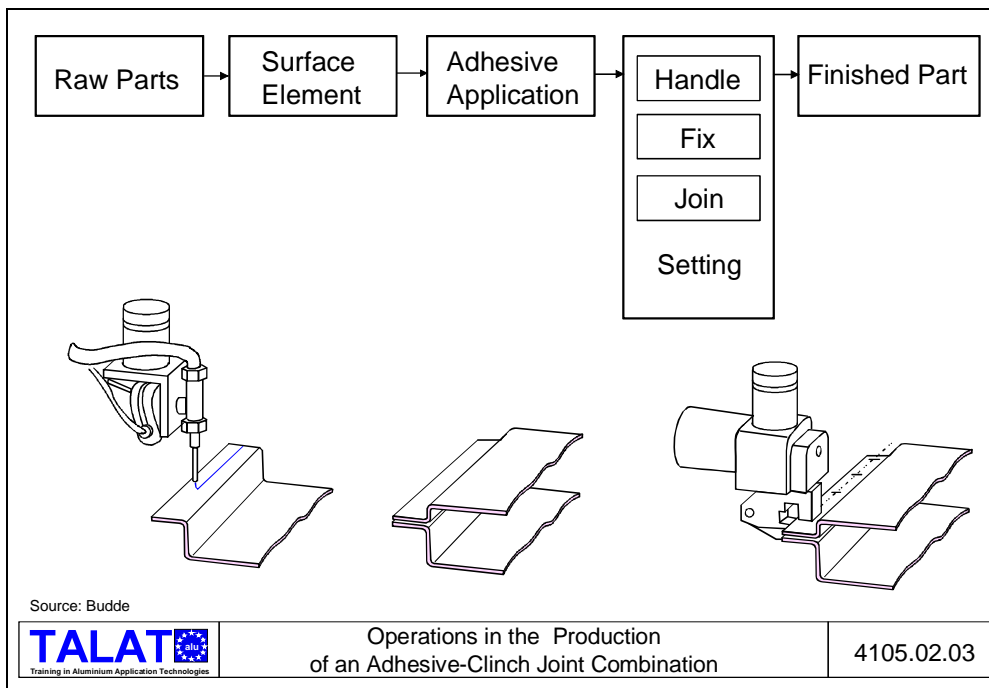 Raw Parts
Surface
Element
Adhesive
Application
Handle
Fix
Join
Setting
Finished Part
Source: Budde
TALAT
alu
Training in Aluminium Application Technologies
Operations in the Production
of an Adhesive-Clinch Joint Combination
4105.02.03